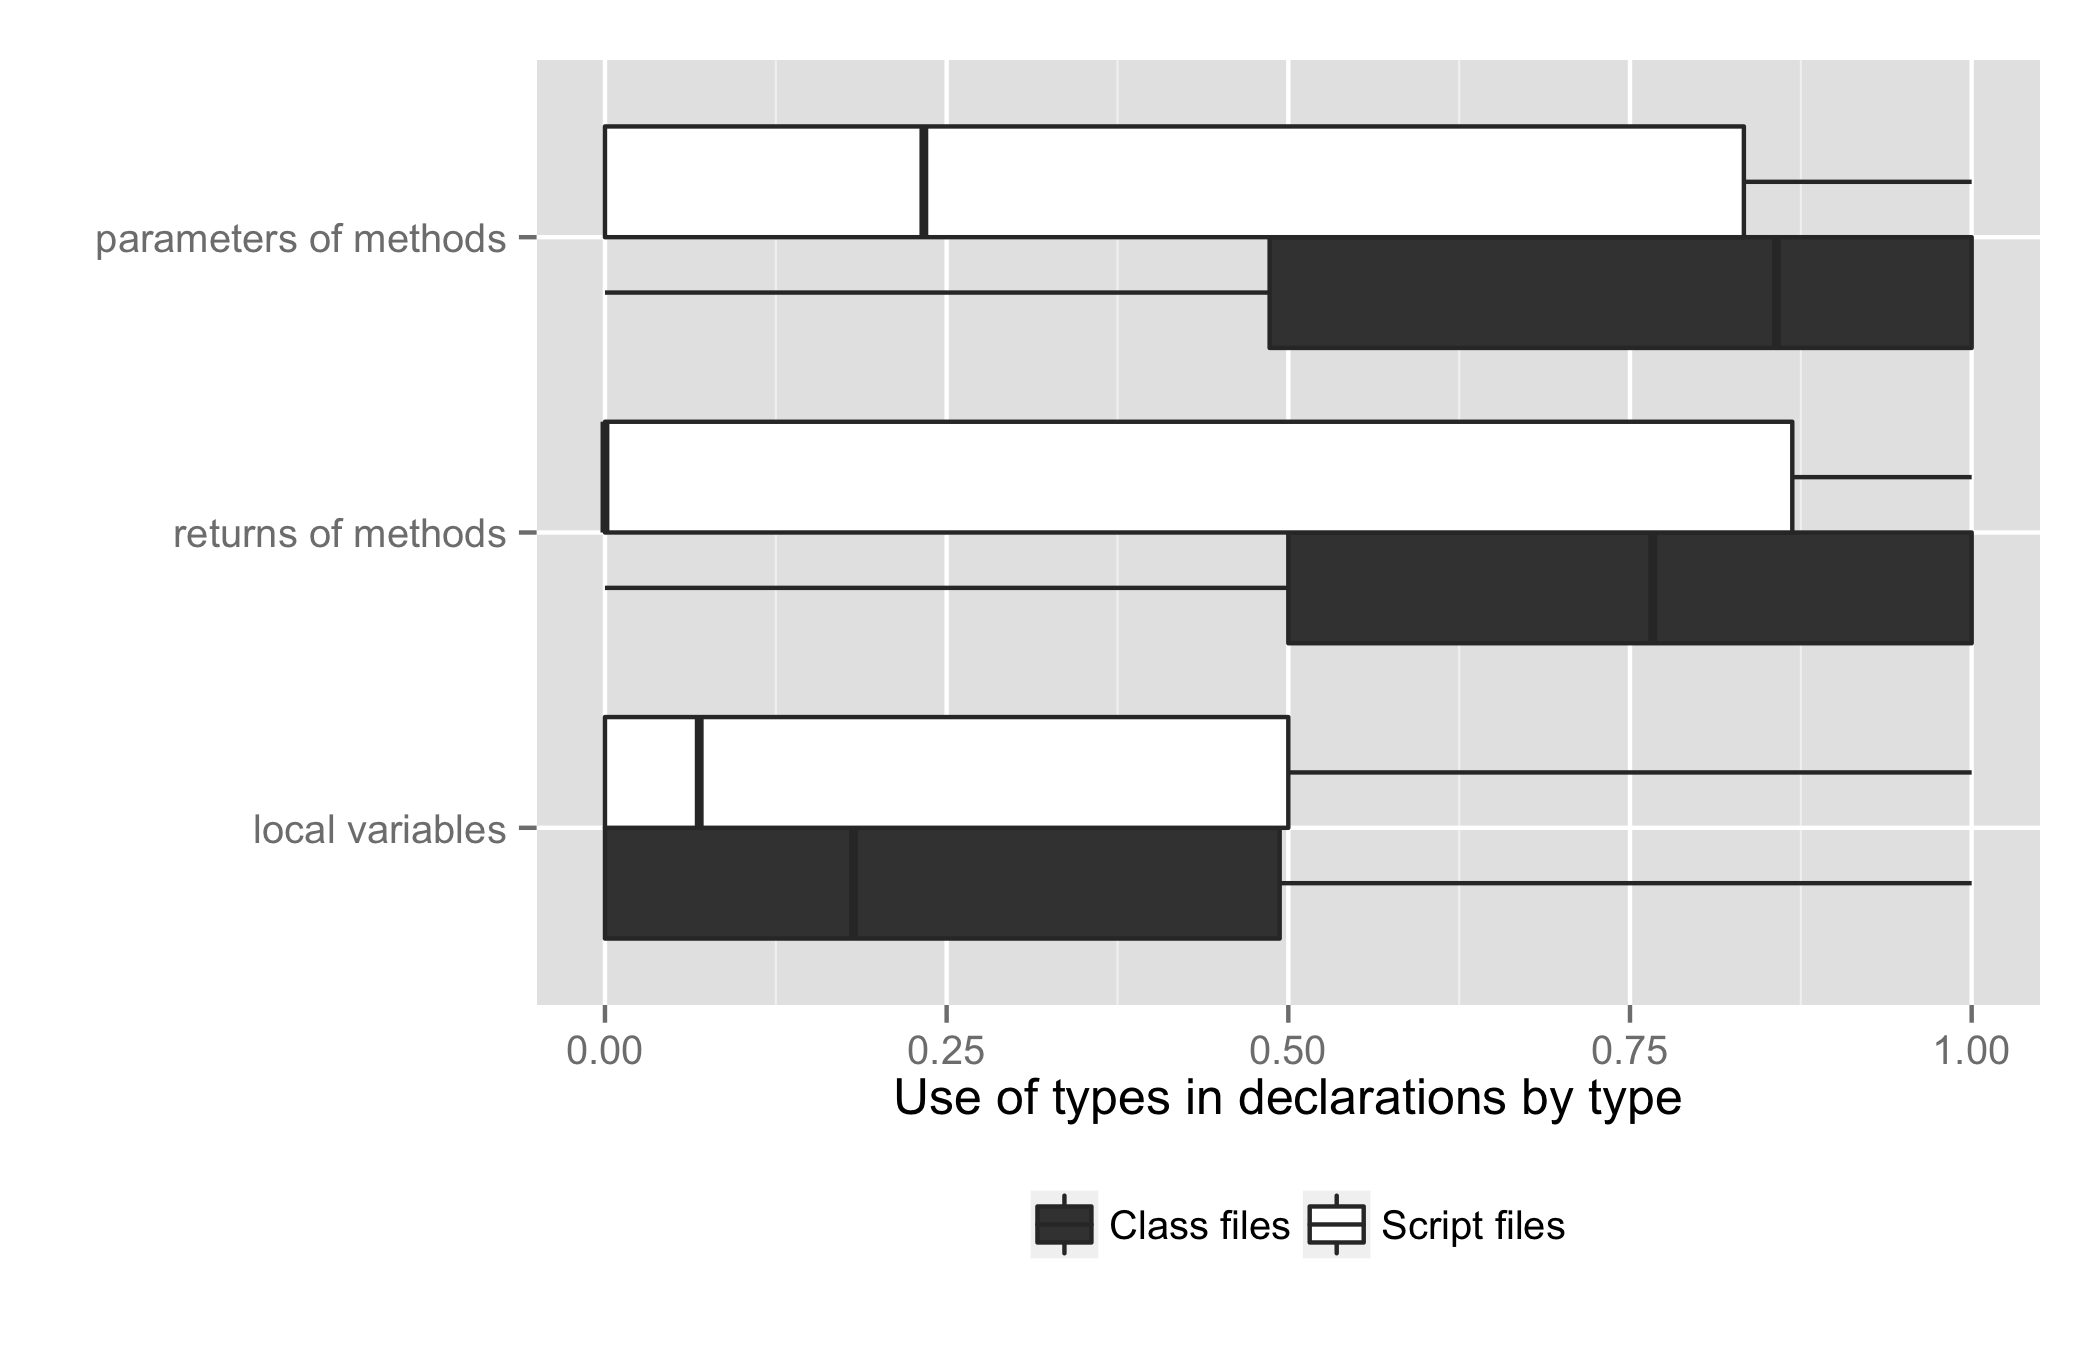 parameters of methods
returns of methods
local variables
0.00 0.25 0.50 0.75 1.00
Use of types in declarations by type
Class files Script files